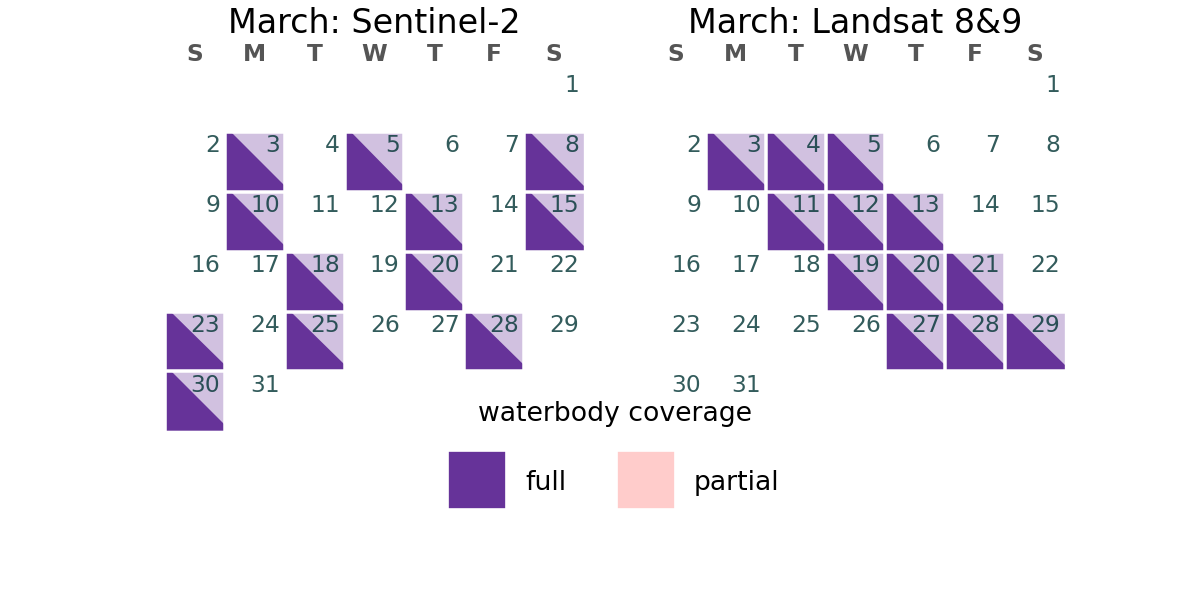 March: Sentinel-2
S M T W T F S
1
2 3 4 5 6 7 8
9 10 11 12 13 14 15
16 17 18 19 20 21 22
23 24 25 26 27 28 29
30 31
March: Landsat 8&9
S M T W T F S
1
2 3 4 5 6 7 8
9 10 11 12 13 14 15
16 17 18 19 20 21 22
23 24 25 26 27 28 29
30 31
waterbody coverage
full partial